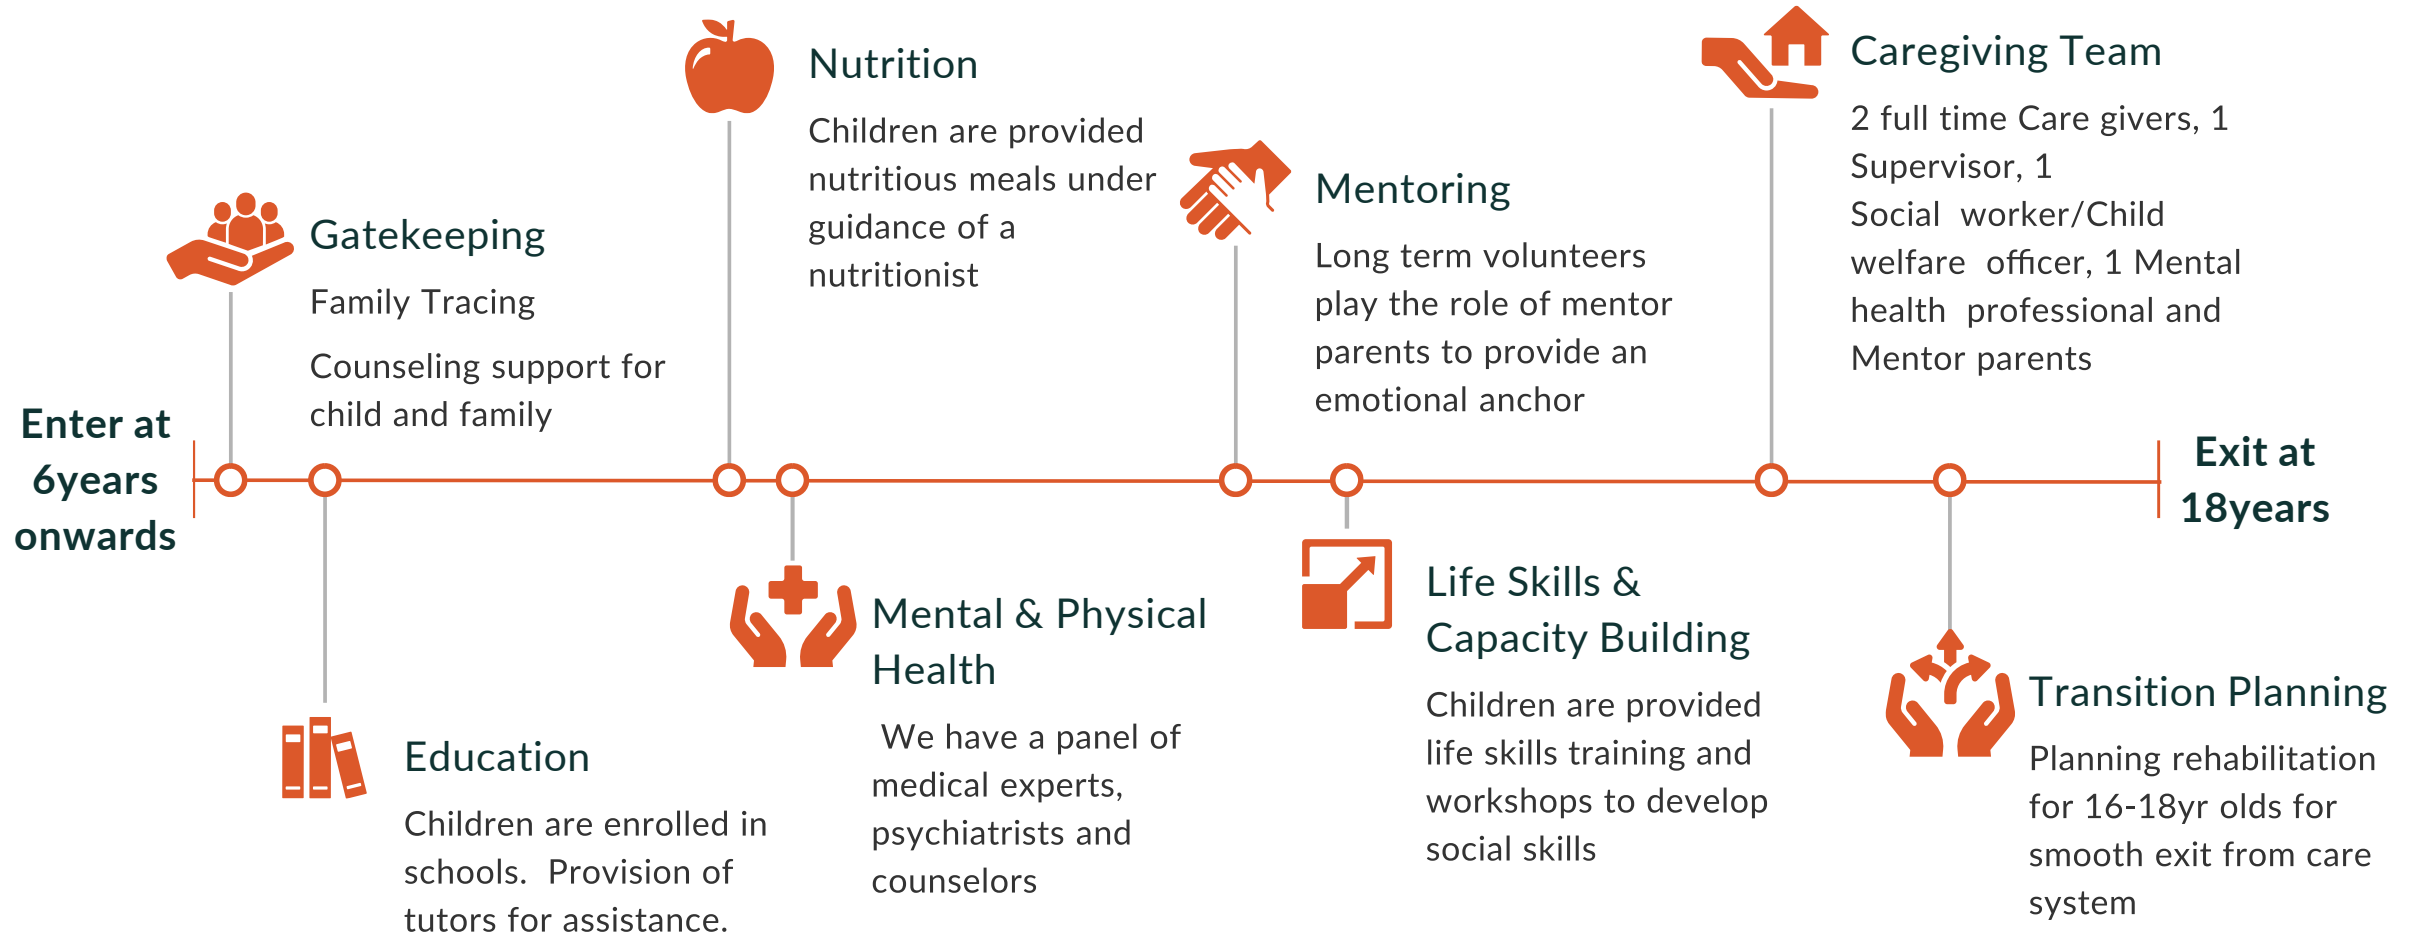 Enter at
6years
onwards
Gatekeeping
Family Tracing
Counseling support for
child and family
Education
Children are enrolled in
schools.  Provision of
tutors for assistance.
Nutrition
Children are provided
nutritious meals under
guidance of a
nutritionist
Mental & Physical
Health
We have a panel of
medical experts,
psychiatrists and
counselors
Mentoring
Long term volunteers
play the role of mentor
parents to provide an
emotional anchor
Life Skills &
Capacity Building
Children are provided
life skills training and
workshops to develop
social skills
Caregiving Team
2 full time Care givers, 1
Supervisor, 1
Social  worker/Child
welfare  officer, 1 Mental
health  professional and
Mentor parents
Transition Planning
Planning rehabilitation
for 16-18yr olds for
smooth exit from care
system
Exit at
18years